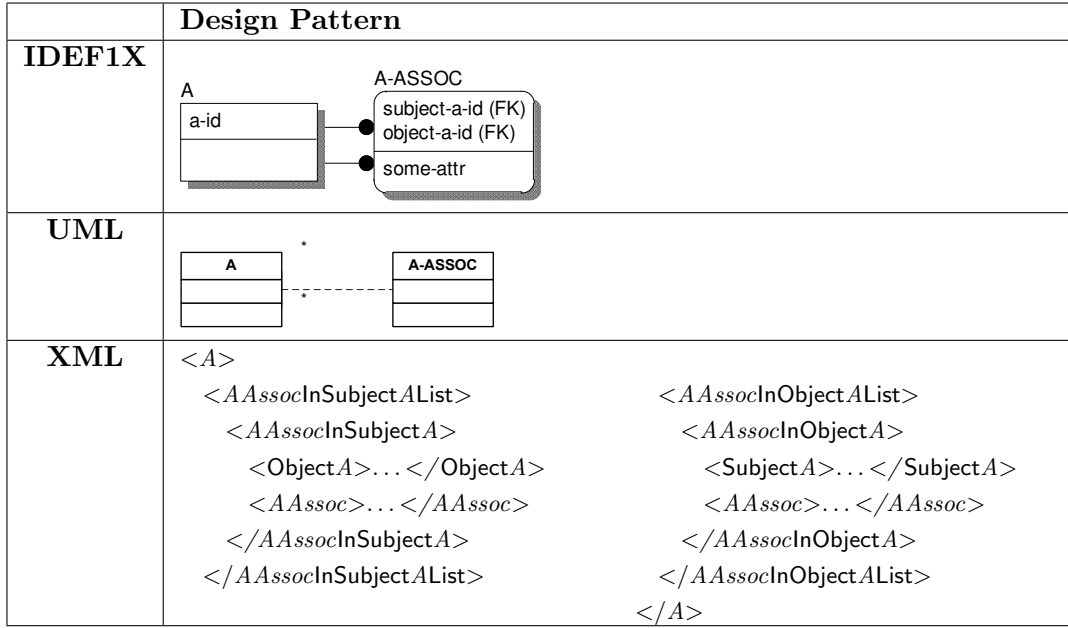 Design Pattern
IDEF1X
A
a-id
A-ASSOC
subject-a-id (FK)
object-a-id (FK)
some-attr
UML
*
A
*
A-ASSOC
XML
<A>
<AAssocInSubjectAList>
<AAssocInSubjectA>
<ObjectA>...</ObjectA>
<AAssoc>...</AAssoc>
</AAssocInSubjectA>
</AAssocInSubjectAList>
<AAssocInObjectAList>
<AAssocInObjectA>
<SubjectA>...</SubjectA>
<AAssoc>...</AAssoc>
</AAssocInObjectA>
</AAssocInObjectAList>
</A>